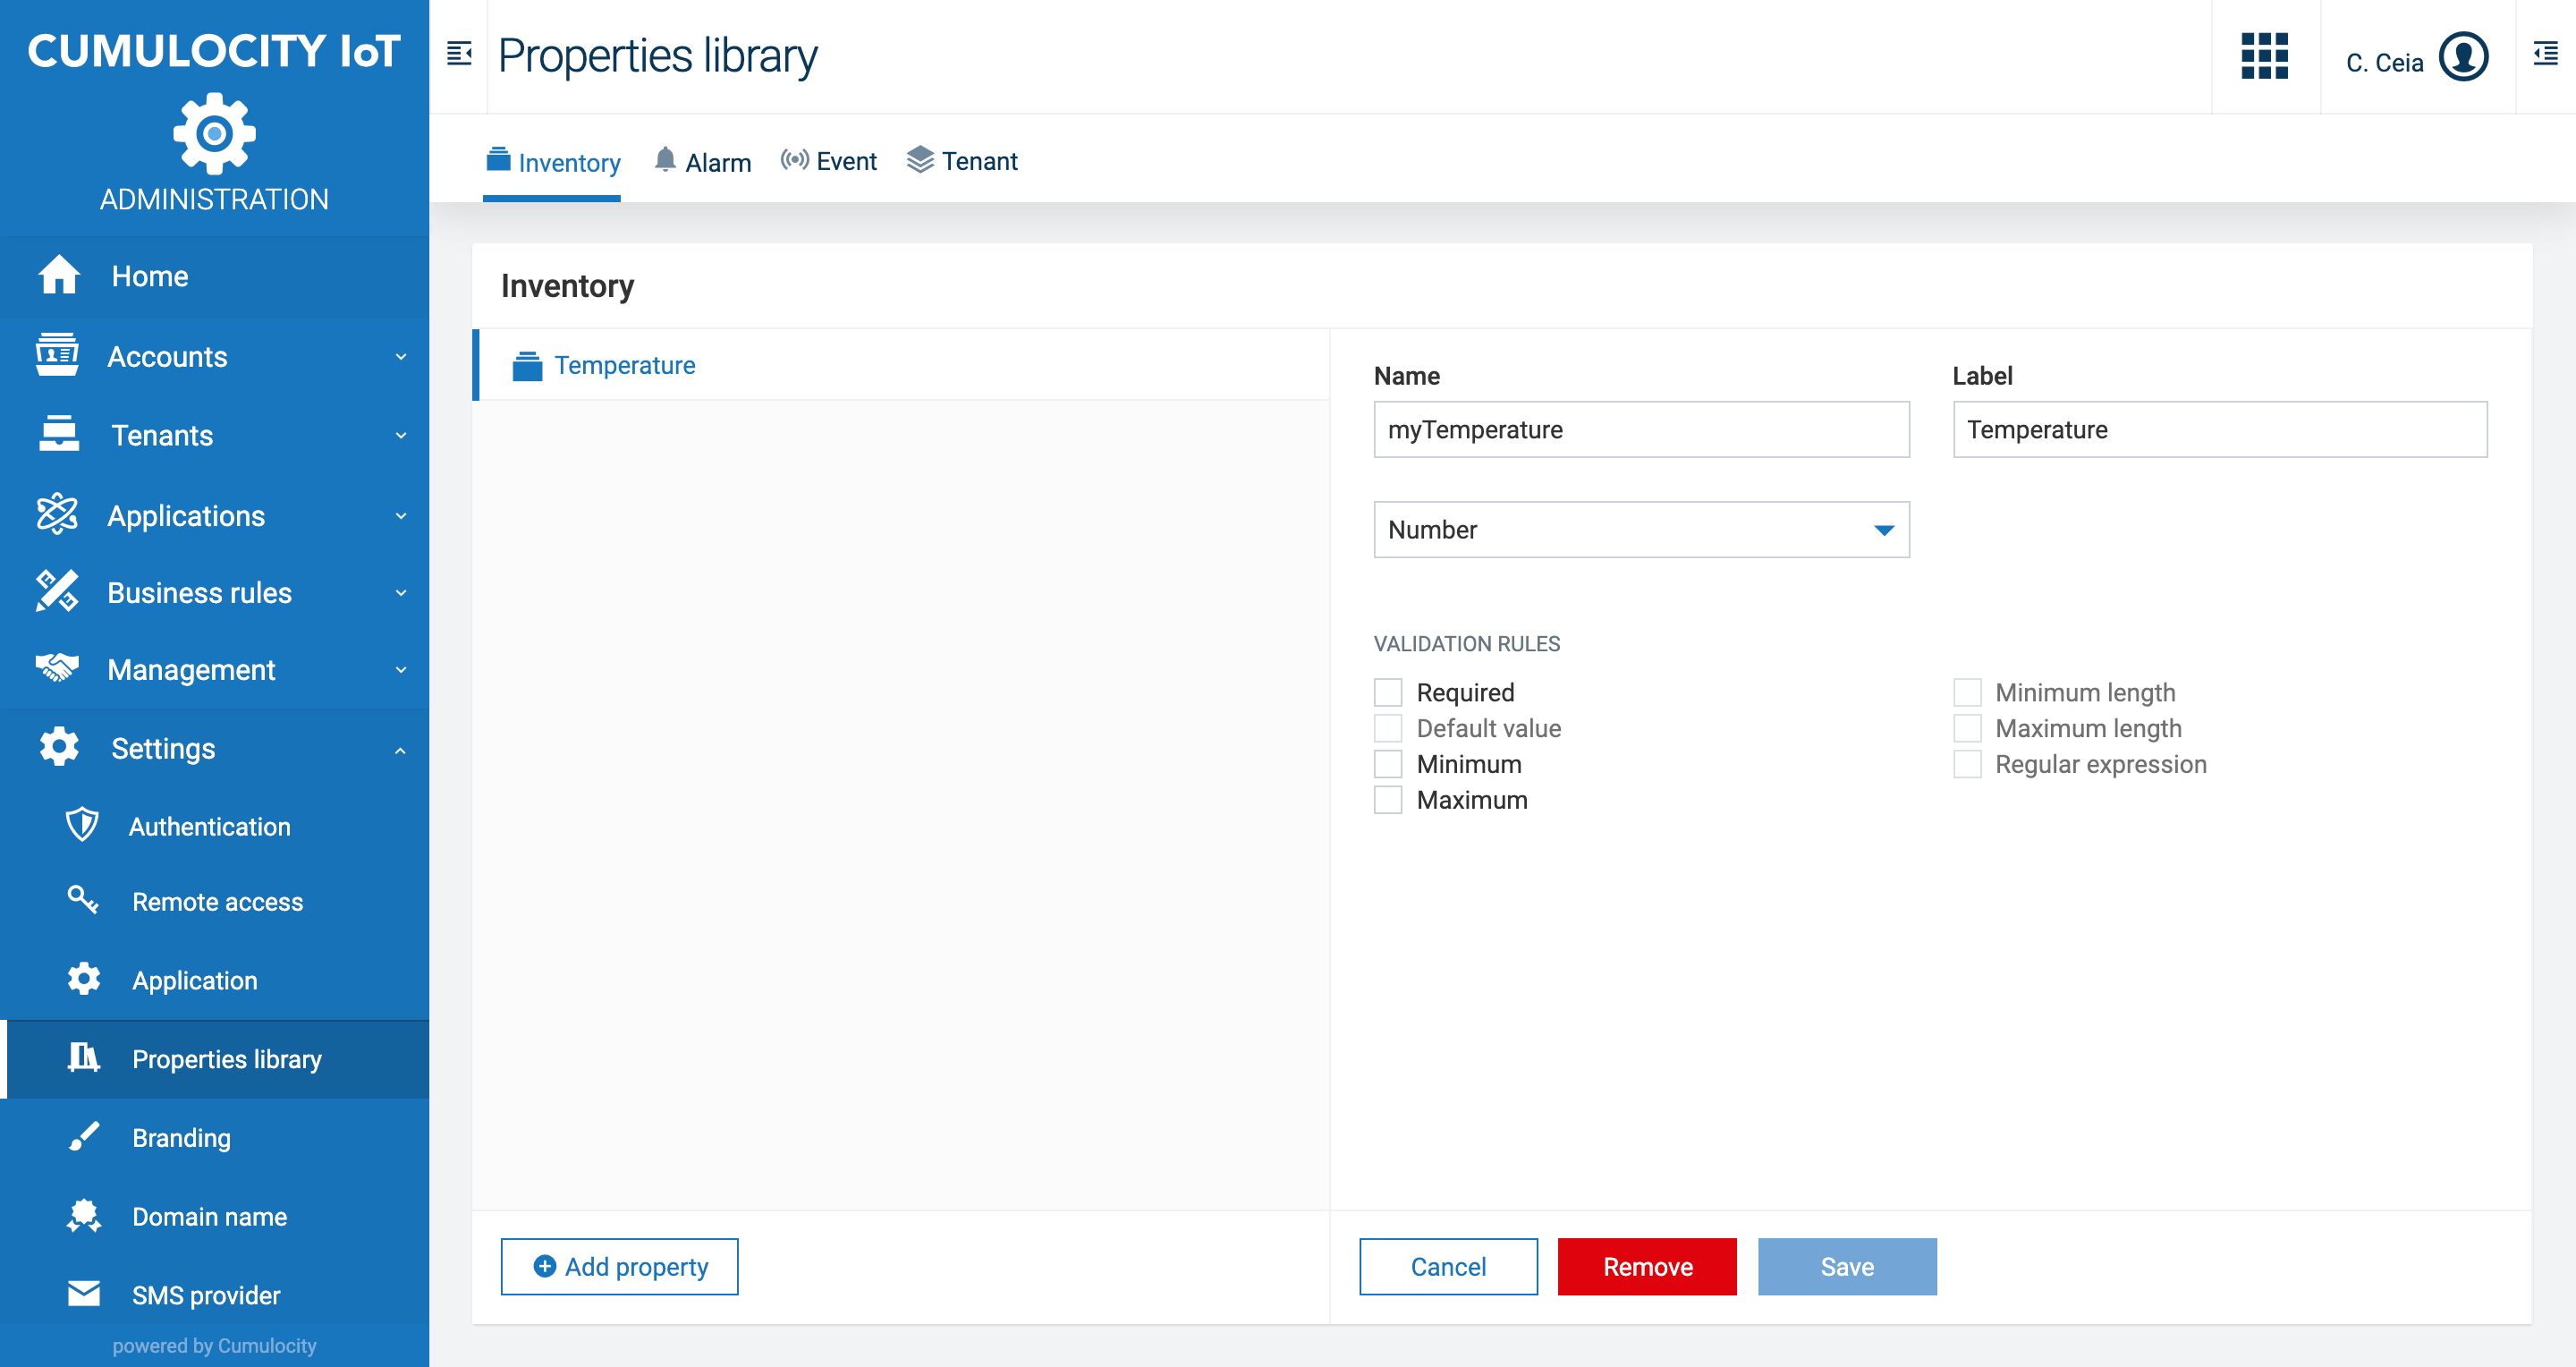 CUMULOCITY IoT
ADMINISTRATION
Home
Accounts
Tenants
Applications
Business rules
Management
Settings
Authentication
Remote access
Application
Properties library
Branding
Domain name
SMS provider
powered by Cumulocity
Properties library
C. Ceia
Inventory Alarm Event Tenant
Inventory
Temperature
Add property
Name Label
myTemperature Temperature
Number
VALIDATION RULES
Required Minimum length
Default value Maximum length
Minimum Regular expression
Maximum
Cancel Remove Save